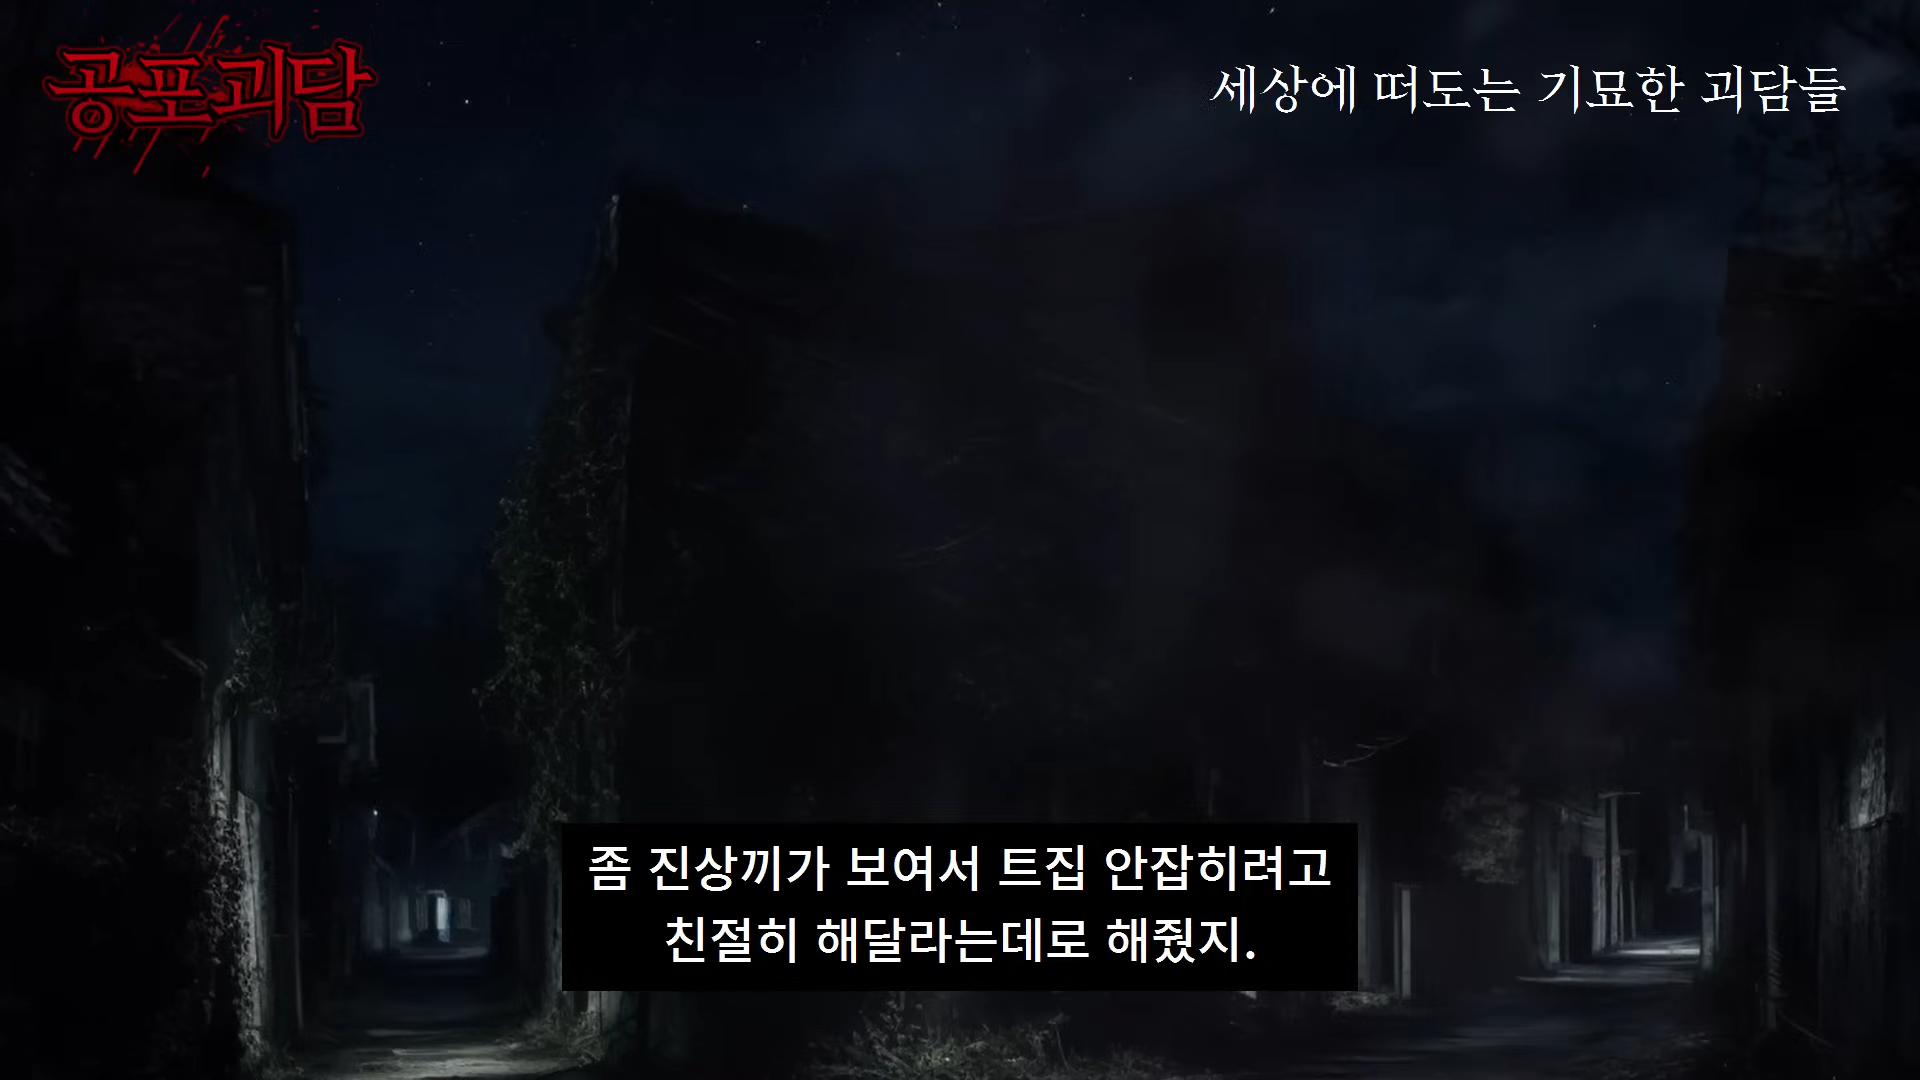 공포괴담
세상에 떠도는 기묘한 괴담들
좀 진상끼가 보여서 트집 안잡히려고
친절히 해달라는데로 해줬지.